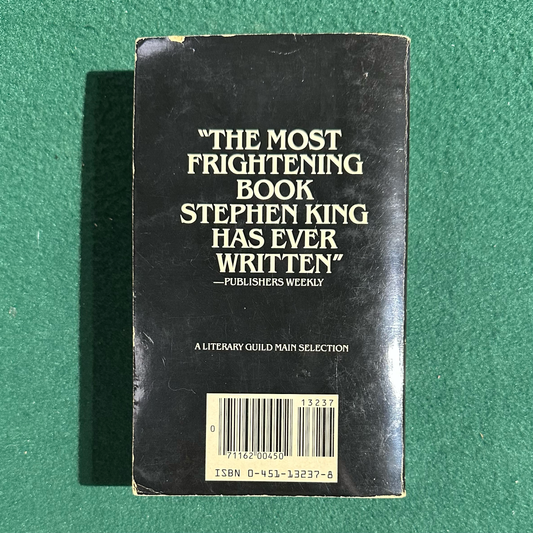 “THE MOST
FRIGHTENING
BOOK
STEPHEN KING
HAS EVER
WRITTEN”
—PUBLISHERS WEEKLY
A LITERARY GUILD MAIN SELECTION
13237
0
71162 00450
ISBN 0-451-13237-8